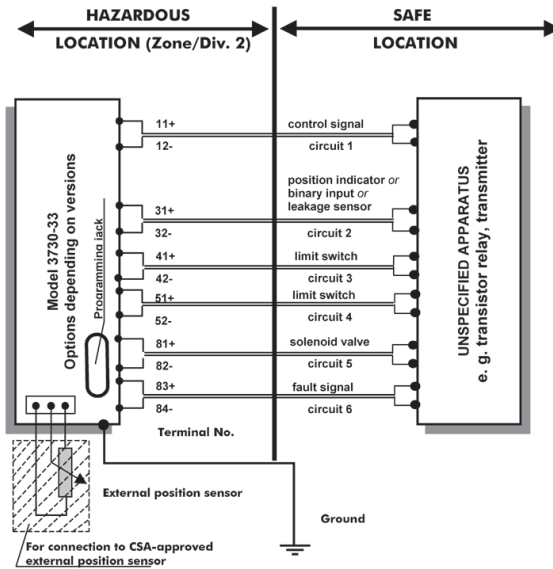 HAZARDOUS
LOCATION (Zone/Div. 2)
SAFE
LOCATION
Model 3730-33
Options depending on versions
Programming jack
11+
12-
control signal
circuit 1
31+
32-
position indicator or
binary input or
leakage sensor
circuit 2
41+
42-
limit switch
circuit 3
51+
52-
limit switch
circuit 4
81+
82-
solenoid valve
circuit 5
83+
84-
fault signal
circuit 6
Terminal No.
UNSPECIFIED APPARATUS
e. g. transistor relay, transmitter
External position sensor
Ground
For connection to CSA-approved
external position sensor